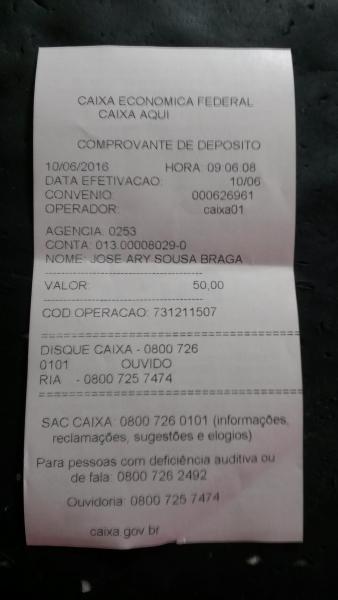 CAIXA ECONOMICA FEDERAL
CAIXA AQUI
COMPROVANTE DE DEPOSITO
10/06/2016 HORA: 09:06:08
DATA EFETIVACAO: 10/06
CONVENIO: 000626961
OPERADOR: caixa01
AGENCIA: 0253
CONTA: 013.00008029-0
NOME: JOSE ARY SOUSA BRAGA
----------------------------------------
VALOR: 50,00
----------------------------------------
COD OPERACAO: 731211507
========================================
DISQUE CAIXA - 0800 726
0101 OUVIDO
RIA - 0800 725 7474
========================================
SAC CAIXA: 0800 726 0101 (informações,
reclamações, sugestões e elogios)
Para pessoas com deficiência auditiva ou
de fala: 0800 726 2492
Ouvidoria: 0800 725 7474
caixa.gov.br